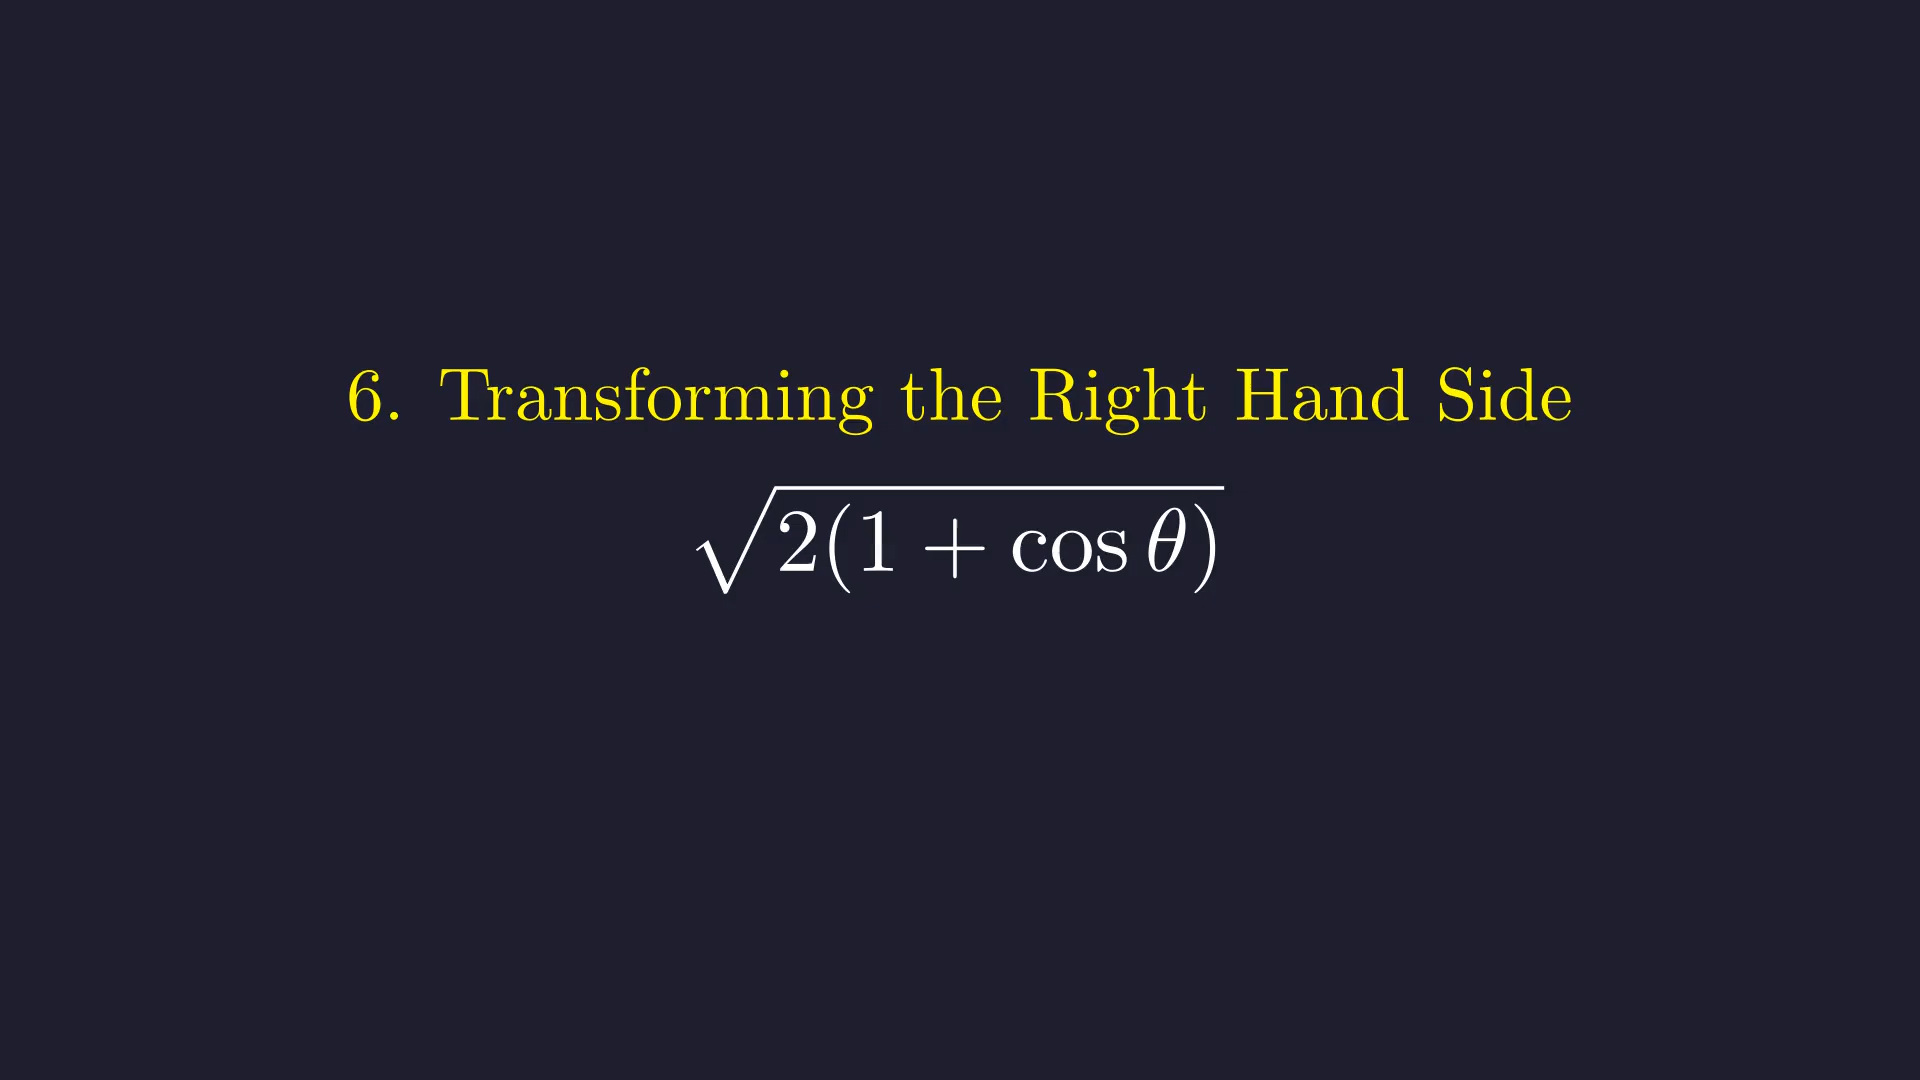 6. Transforming the Right Hand Side
√2(1 + cos θ)